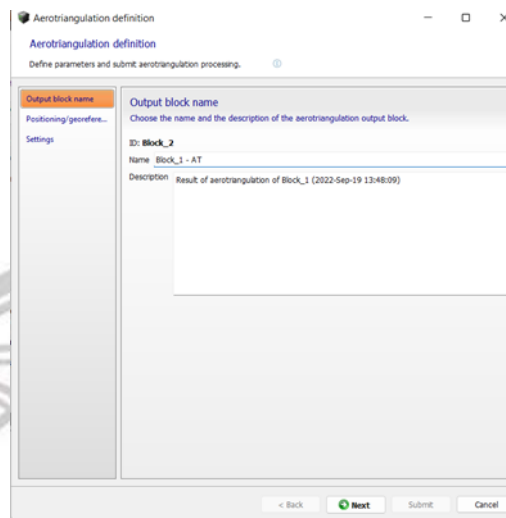 Aerotriangulation definition
Aerotriangulation definition
Define parameters and submit aerotriangulation processing.
Output block name
Positioning/georefere...
Settings
Output block name
Choose the name and the description of the aerotriangulation output block.
ID: Block_2
Name Block_1 - AT
Description Result of aerotriangulation of Block_1 (2022-Sep-19 13:48:09)
< Back Next Submit Cancel